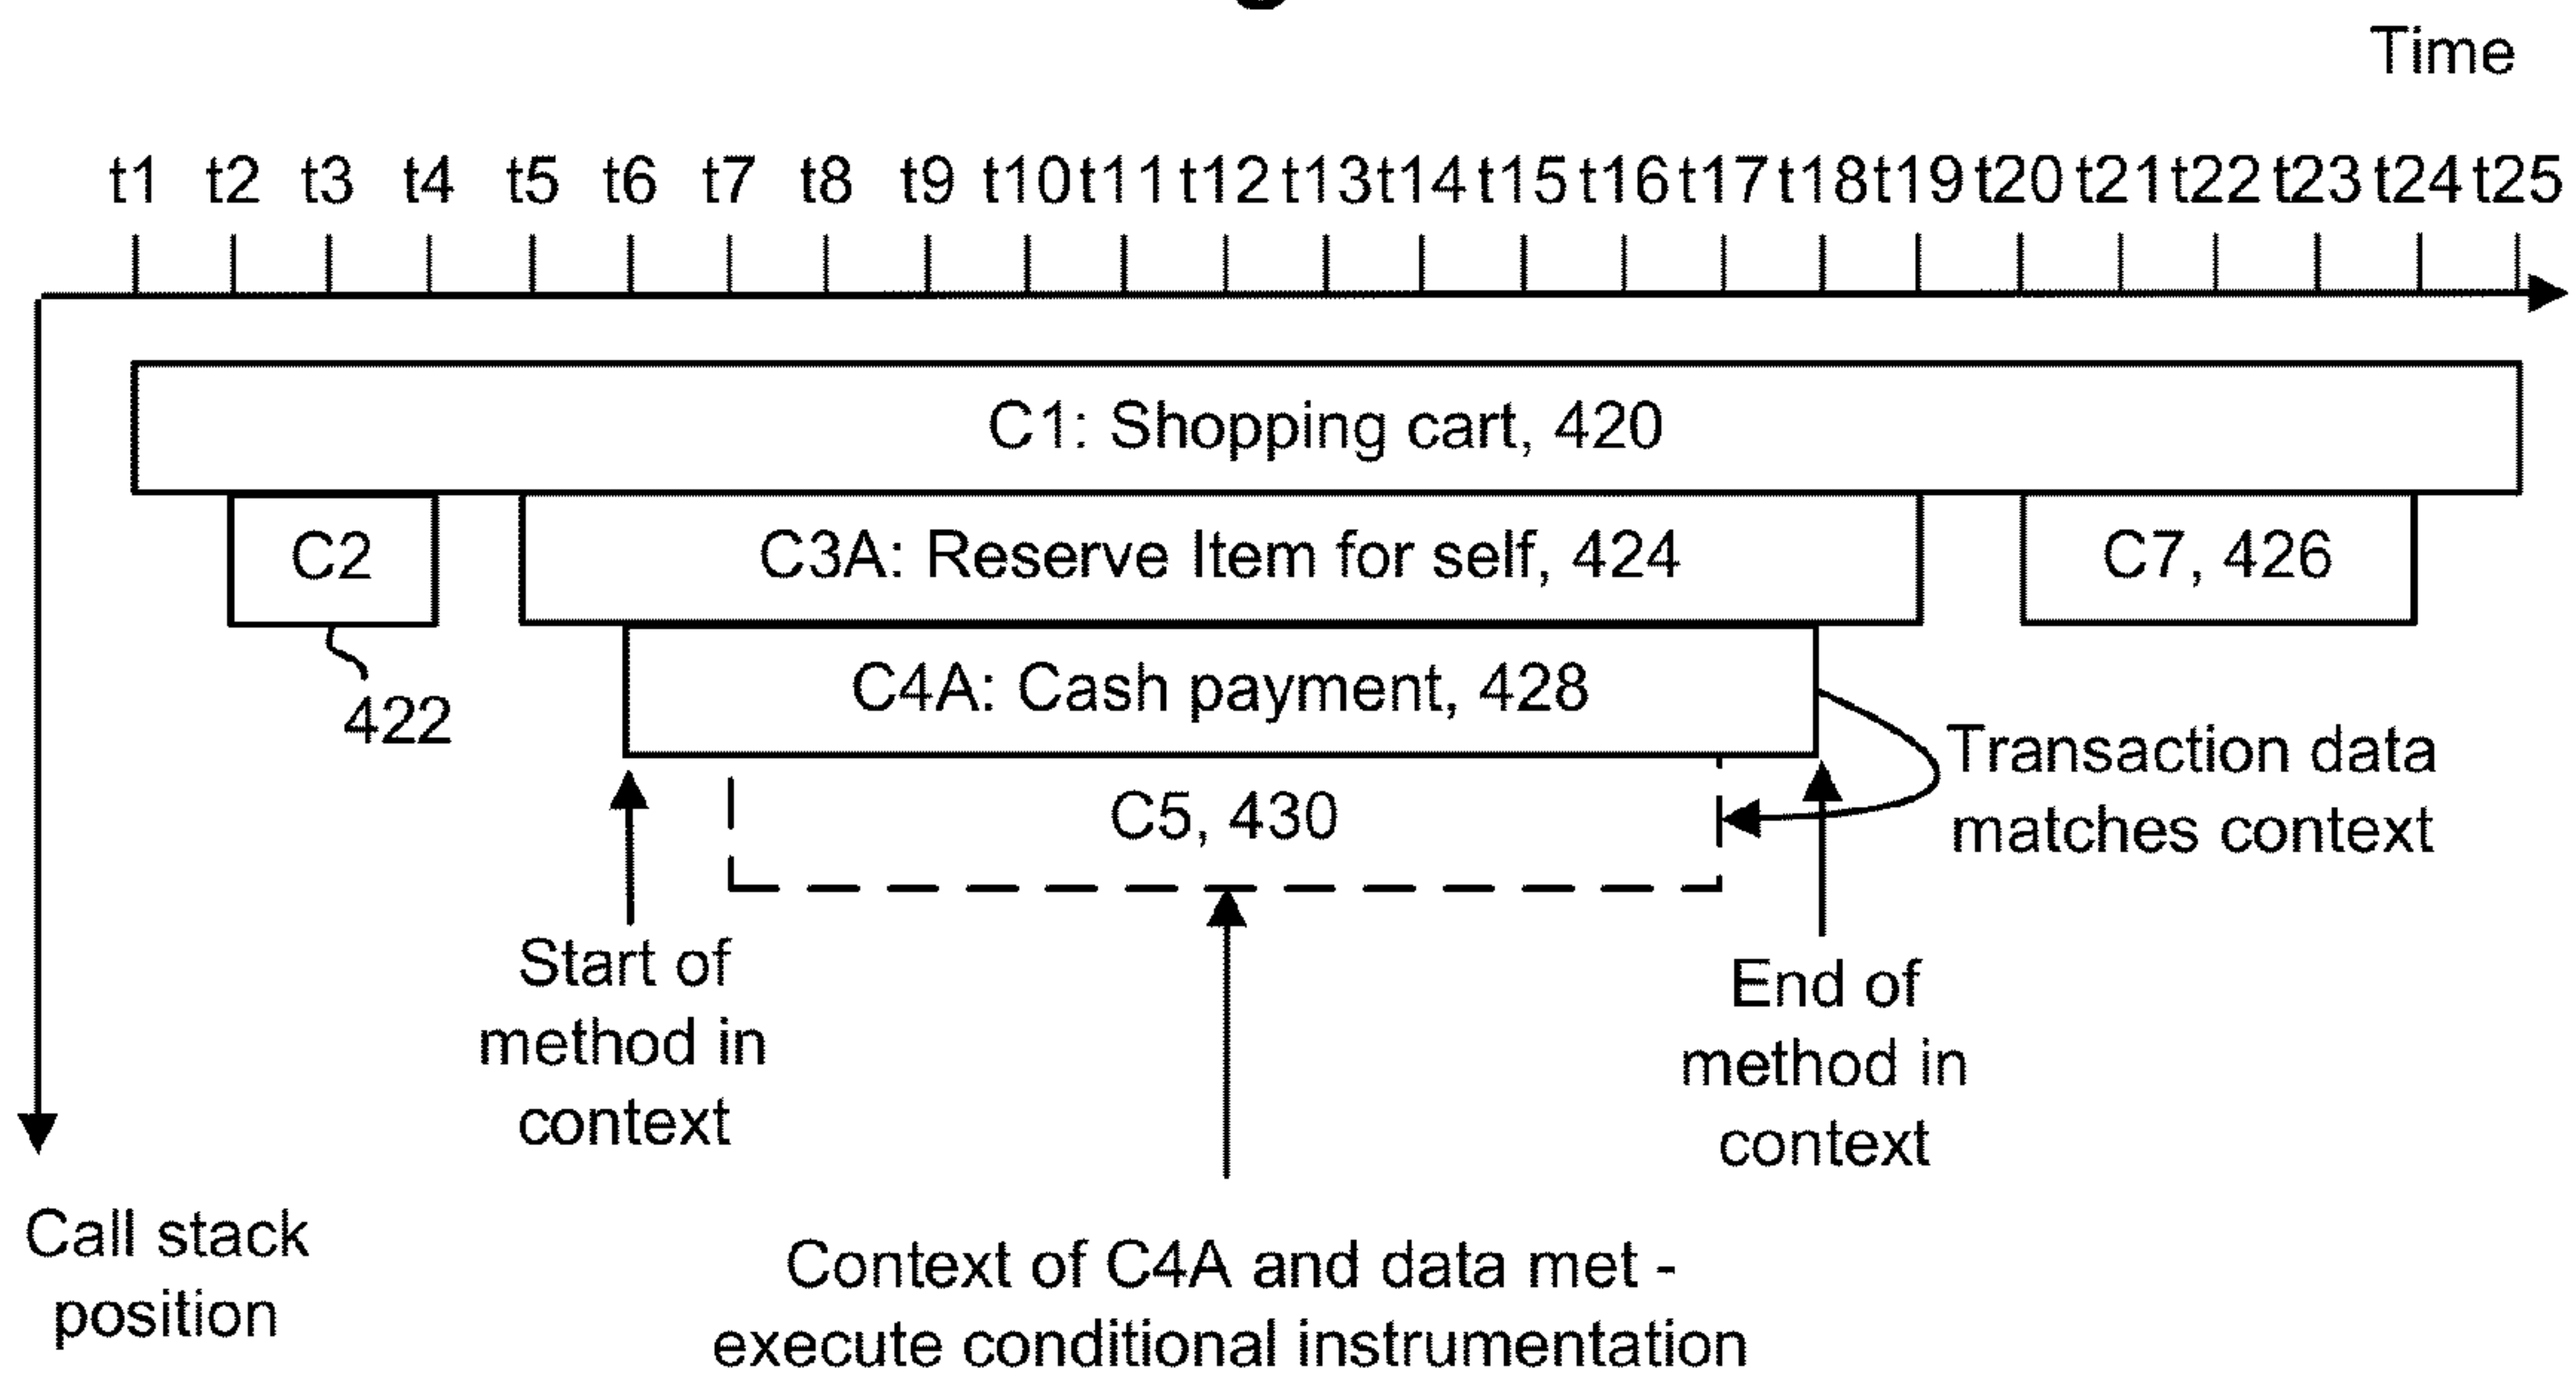 Time
t1 t2 t3 t4 t5 t6 t7 t8 t9 t10 t11 t12 t13 t14 t15 t16 t17 t18 t19 t20 t21 t22 t23 t24 t25
C1: Shopping cart, 420
C2
C3A: Reserve Item for self, 424
C7, 426
422
C4A: Cash payment, 428
Transaction data
matches context
C5, 430
Start of
method in
context
End of
method in
context
Call stack
position
Context of C4A and data met -
execute conditional instrumentation